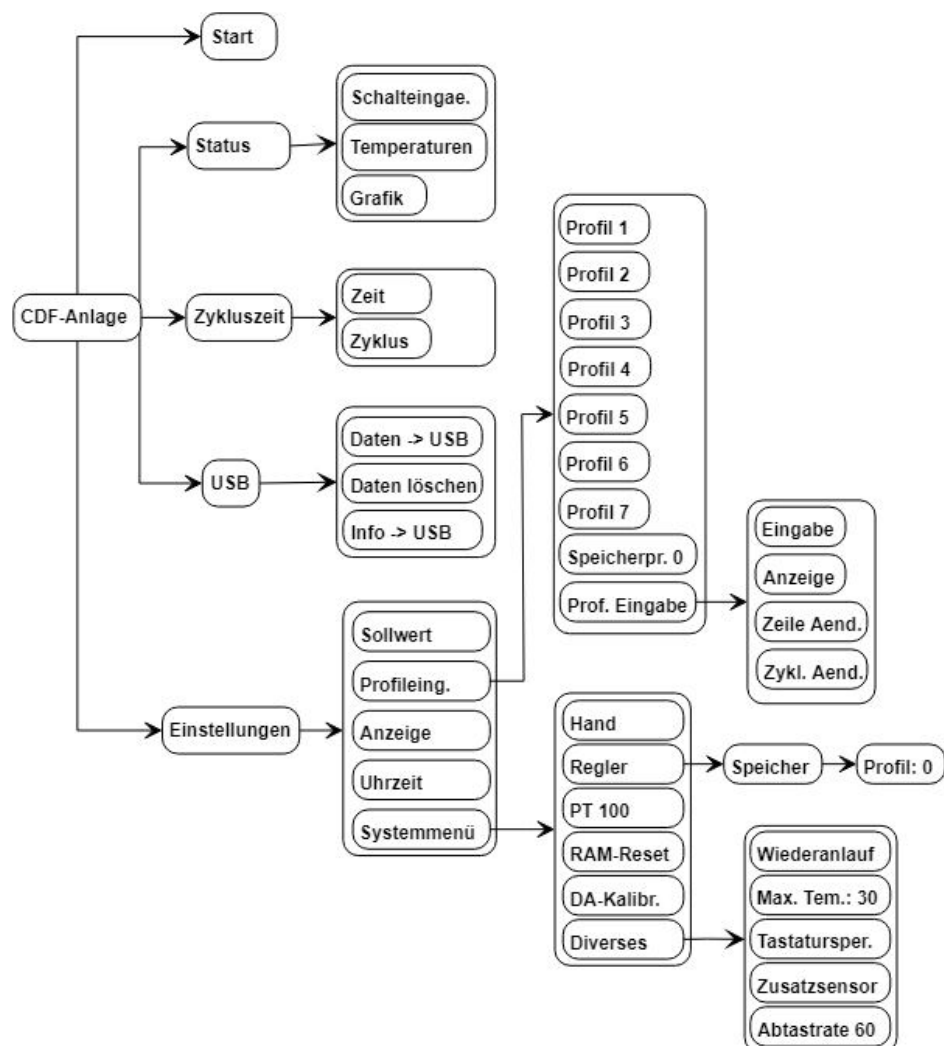 Start
Schalteingae.
Status
Temperaturen
Grafik
Profil 1
Profil 2
CDF-Anlage
Zykluszeit
Zeit
Zyklus
Profil 3
Profil 4
Profil 5
Profil 6
Profil 7
USB
Daten -> USB
Daten löschen
Info -> USB
Speicherpr. 0
Prof. Eingabe
Eingabe
Anzeige
Zeile Aend.
Zykl. Aend.
Einstellungen
Sollwert
Profileing.
Anzeige
Uhrzeit
Systemmenü
Hand
Regler
Speicher
Profil: 0
PT 100
RAM-Reset
DA-Kalibr.
Diverses
Wiederanlauf
Max. Tem.: 30
Tastatursper.
Zusatzsensor
Abtastrate 60